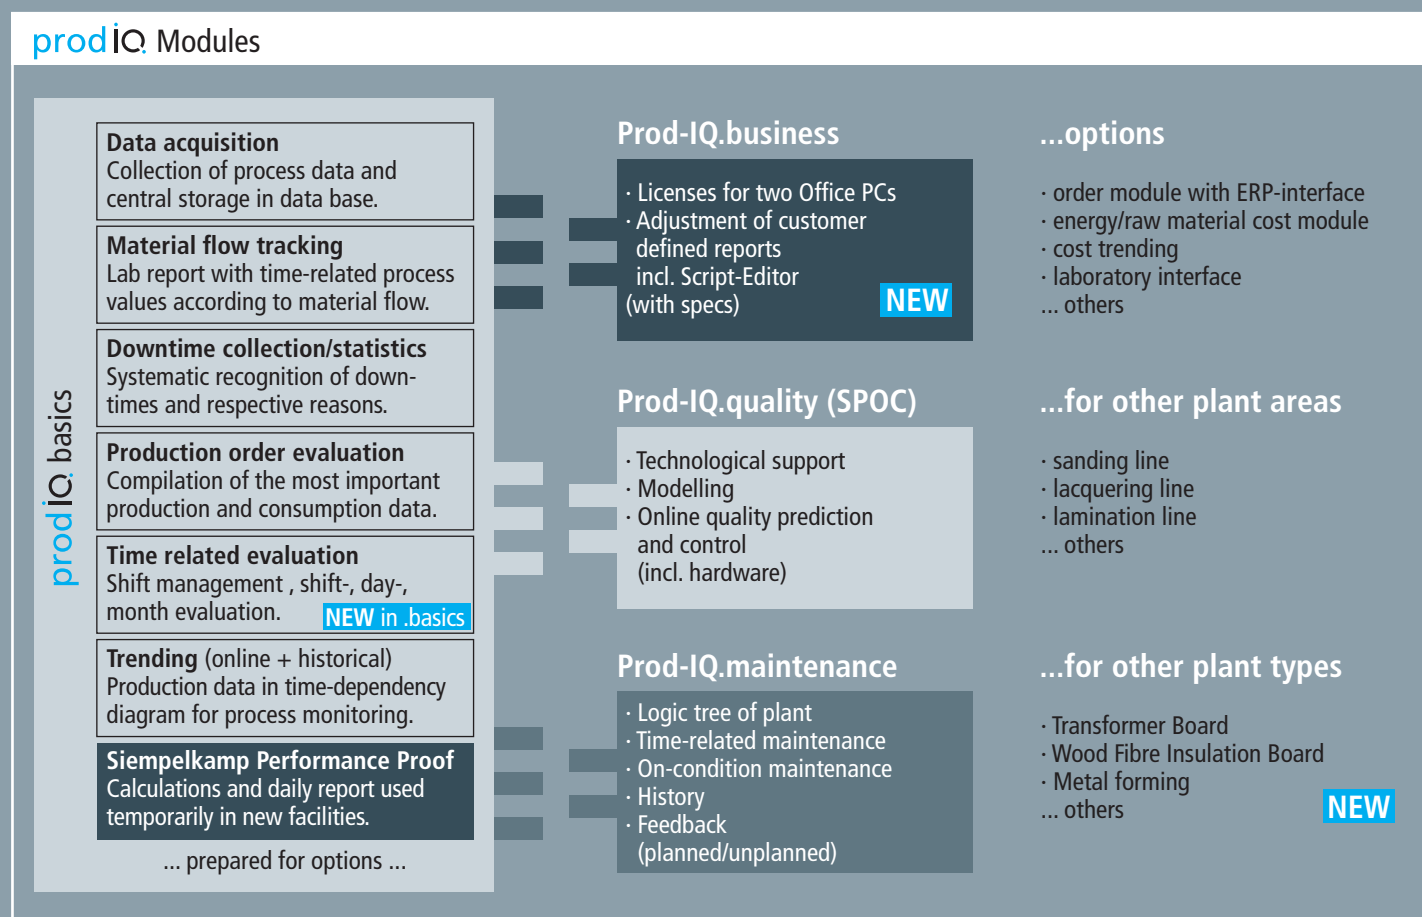 prod IQ Modules
prod IQ basics
Data acquisition
Collection of process data and
central storage in data base.
Material flow tracking
Lab report with time-related process
values according to material flow.
Downtime collection/statistics
Systematic recognition of down-
times and respective reasons.
Production order evaluation
Compilation of the most important
production and consumption data.
Time related evaluation
Shift management , shift-, day-,
month evaluation.
NEW in .basics
Trending (online + historical)
Production data in time-dependency
diagram for process monitoring.
Siempelkamp Performance Proof
Calculations and daily report used
temporarily in new facilities.
... prepared for options ...
Prod-IQ.business
· Licenses for two Office PCs
· Adjustment of customer
defined reports
incl. Script-Editor
(with specs)
NEW
Prod-IQ.quality (SPOC)
· Technological support
· Modelling
· Online quality prediction
and control
(incl. hardware)
Prod-IQ.maintenance
· Logic tree of plant
· Time-related maintenance
· On-condition maintenance
· History
· Feedback
(planned/unplanned)
...options
· order module with ERP-interface
· energy/raw material cost module
· cost trending
· laboratory interface
... others
...for other plant areas
· sanding line
· lacquering line
· lamination line
... others
...for other plant types
· Transformer Board
· Wood Fibre Insulation Board
· Metal forming
... others
NEW